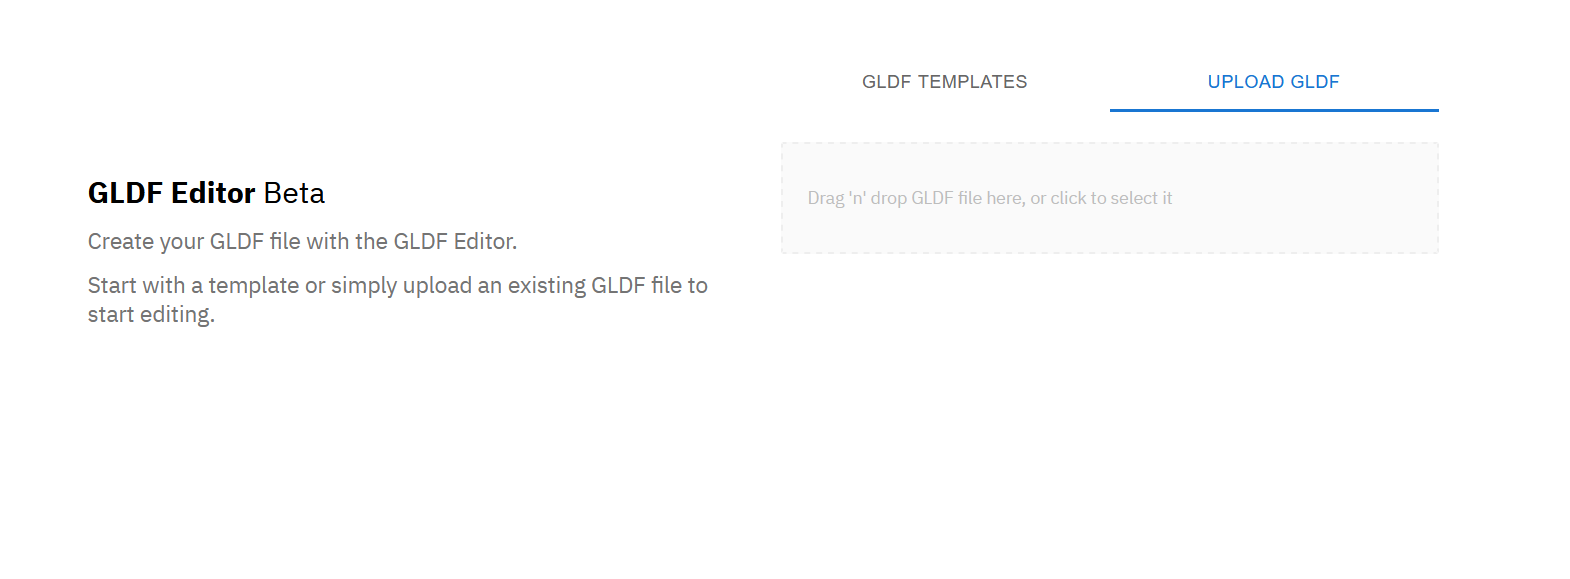 GLDF TEMPLATES
UPLOAD GLDF
Drag 'n' drop GLDF file here, or click to select it
GLDF Editor Beta
Create your GLDF file with the GLDF Editor.
Start with a template or simply upload an existing GLDF file to
start editing.